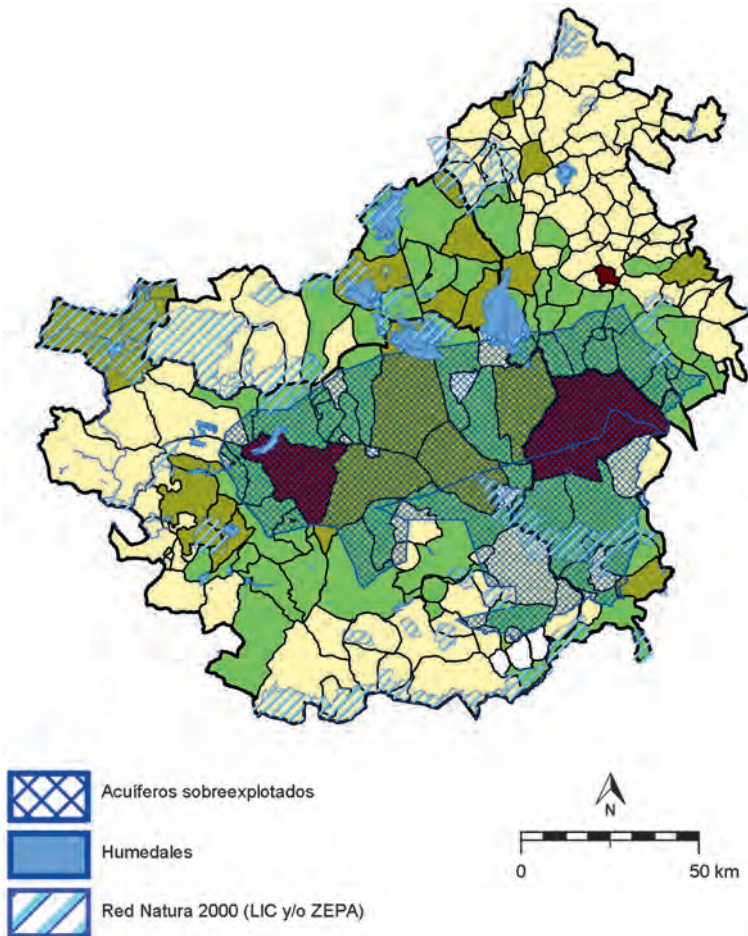 Acuíferos sobreexplotados
Humedales
Red Natura 2000 (LIC y/o ZEPA)
N
0 50 km